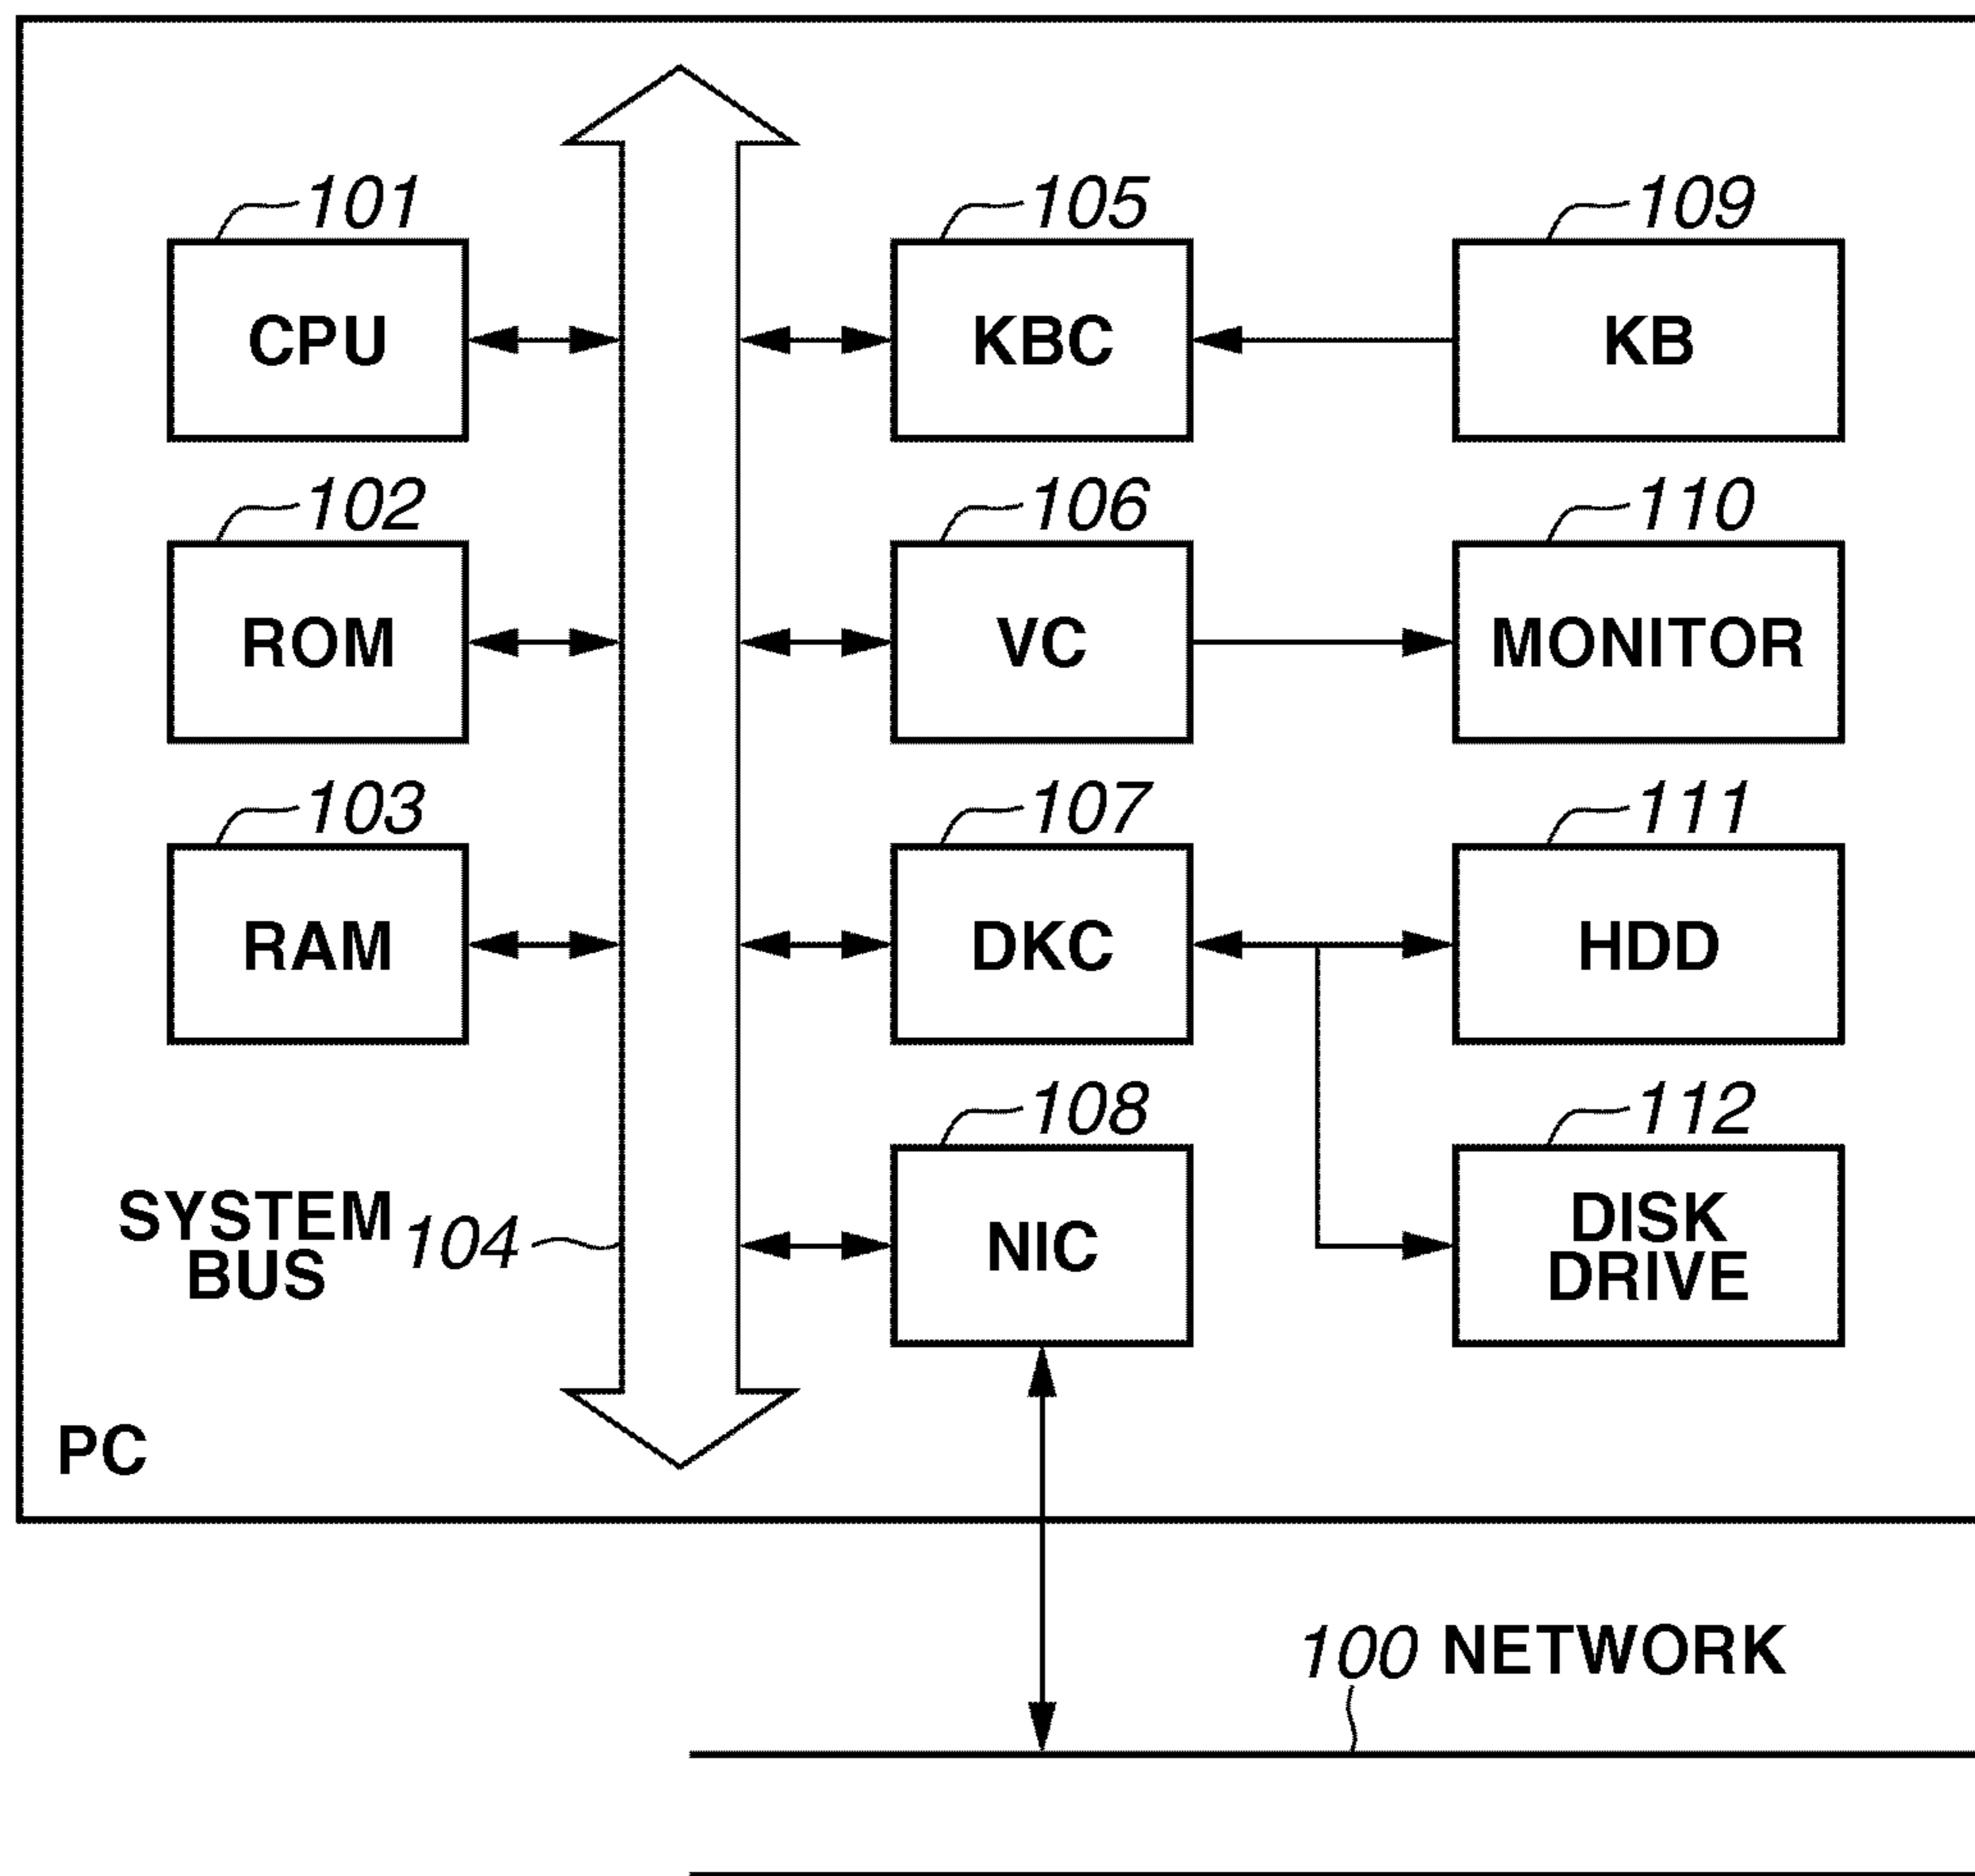 101 105 109
CPU KBC KB
102 106 110
ROM VC MONITOR
103 107 111
RAM DKC HDD
108 112
SYSTEM
BUS
104
NIC
DISK
DRIVE
PC
100 NETWORK